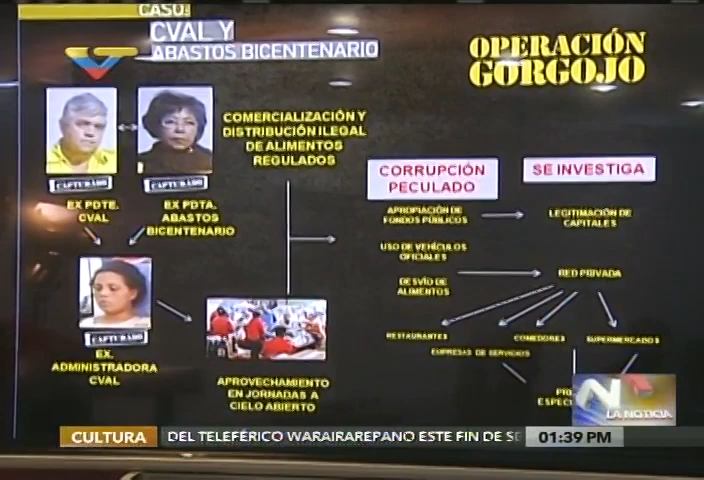 CASO:
CVAL Y
ABASTOS BICENTENARIO
OPERACIÓN
GORGOJO
COMERCIALIZACIÓN Y
DISTRIBUCIÓN ILEGAL
DE ALIMENTOS
REGULADOS
CAPTURADO
EX PDTE.
CVAL
CAPTURADO
EX PDTA.
ABASTOS
BICENTENARIO
CAPTURADO
EX.
ADMINISTRADORA
CVAL
APROVECHAMIENTO
EN JORNADAS A
CIELO ABIERTO
CORRUPCIÓN
PECULADO
SE INVESTIGA
APROPIACIÓN DE
FONDOS PÚBLICOS
LEGITIMACIÓN DE
CAPITALES
USO DE VEHÍCULOS
OFICIALES
DESVÍO DE
ALIMENTOS
RED PRIVADA
RESTAURANTES
EMPRESAS DE SERVICIOS
COMEDORES
SUPERMERCADOS
LA NOTICIA
CULTURA
DEL TELEFÉRICO WARAIRAREPANO ESTE FIN DE
01:39 PM